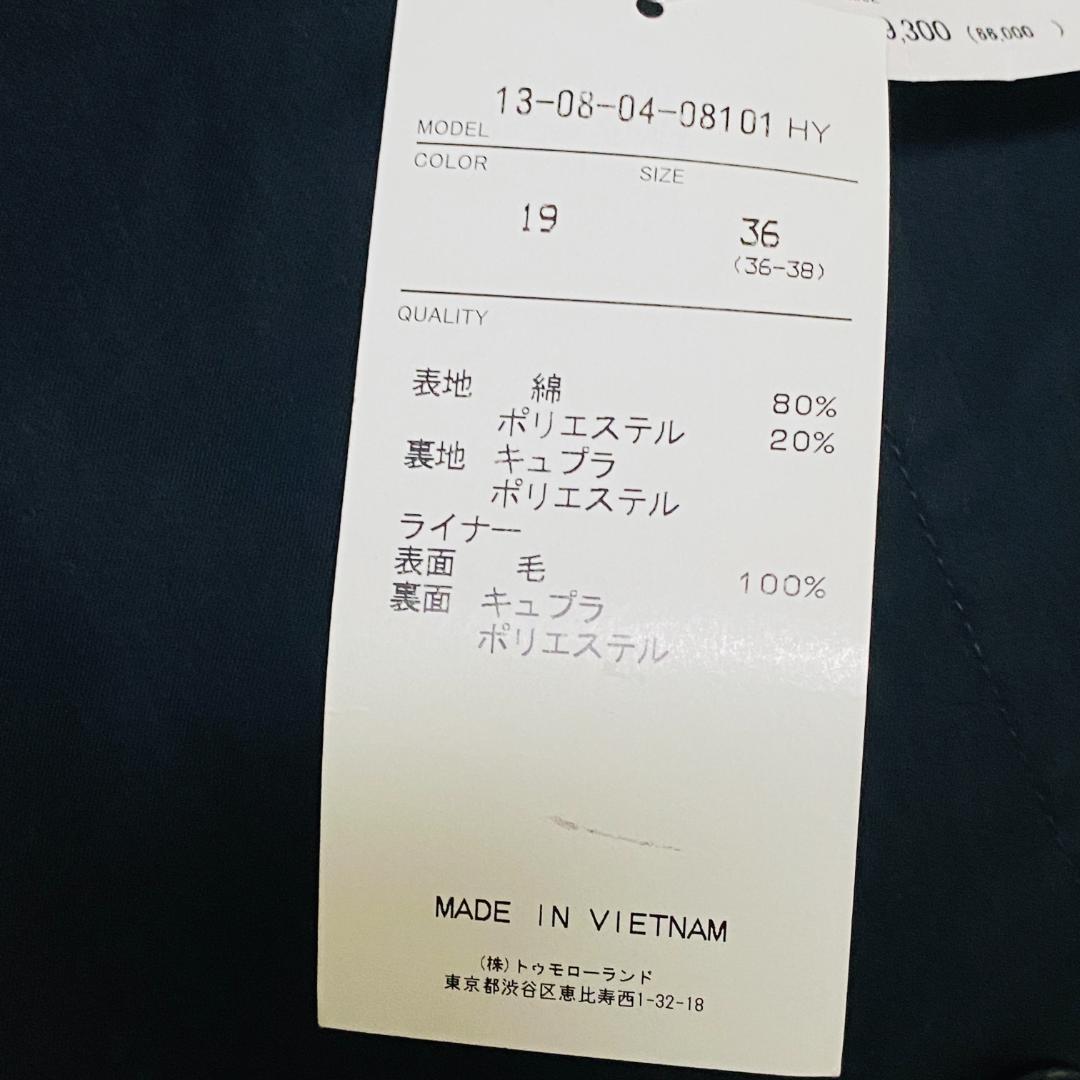 9,300 (66,000 )
13-08-04-08101 HY
MODEL
COLOR SIZE
19 36
(36-38)
QUALITY
表地 綿 80%
ポリエステル 20%
裏地 キュプラ
ポリエステル
ライナー
表面 毛 100%
裏面 キュプラ
ポリエステル
MADE IN VIETNAM
(株)トゥモローランド
東京都渋谷区恵比寿西1-32-18